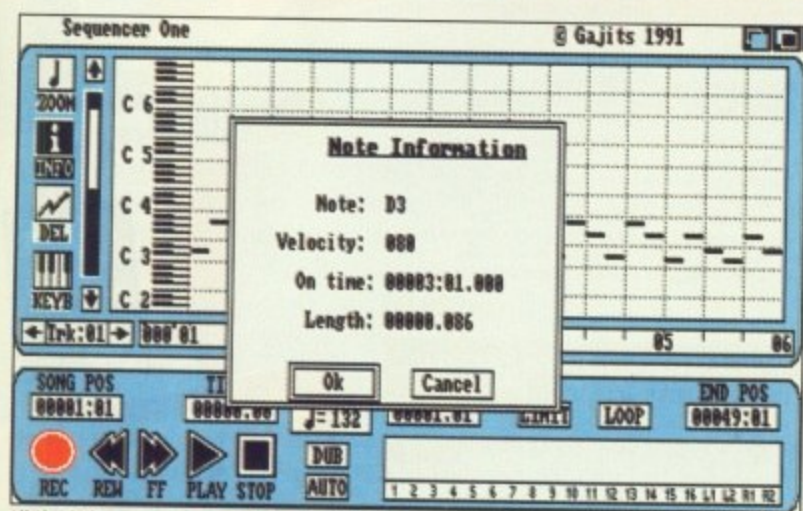 Sequencer One © Gajits 1991
ZOOM
INFO
DEL
KEYB
C 6
C 5
C 4
C 3
C 2
Note Information
Note: D3
Velocity: 080
On time: 00003:01.000
Length: 00000.086
Ok Cancel
Trk:01 000'01 05 06
SONG POS END POS
00001:01 ♩=132 LIMIT LOOP 00049:01
DUB
AUTO
REC REW FF PLAY STOP
1 2 3 4 5 6 7 8 9 10 11 12 13 14 15 16 L1 L2 R1 R2